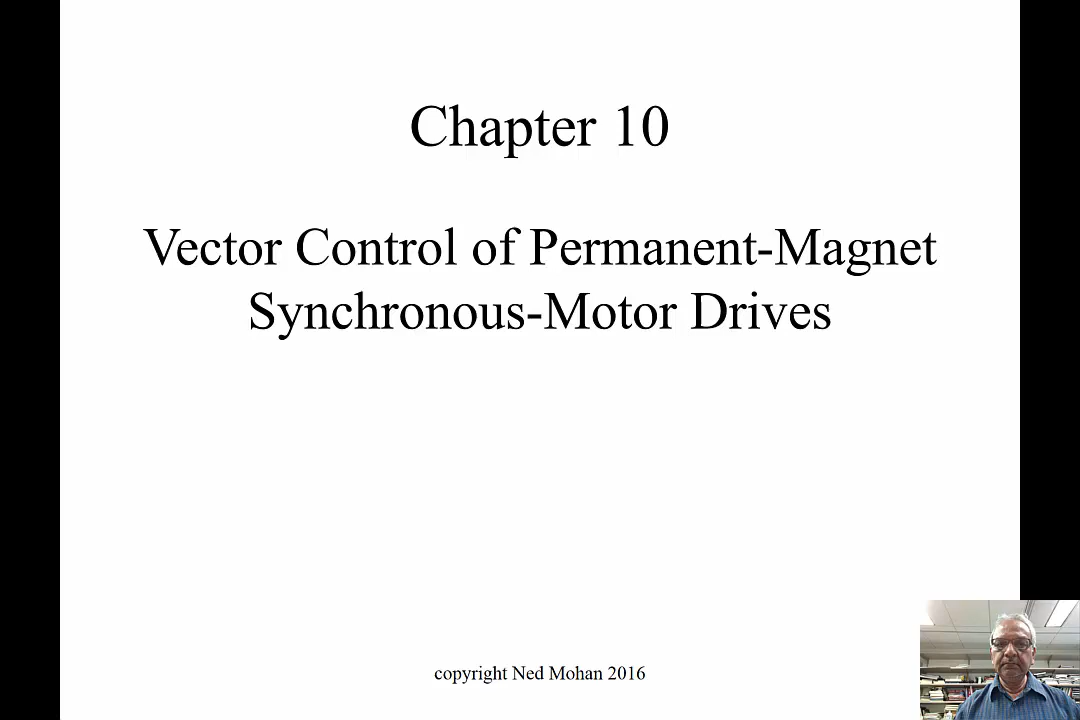 Chapter 10
Vector Control of Permanent-Magnet
Synchronous-Motor Drives
copyright Ned Mohan 2016